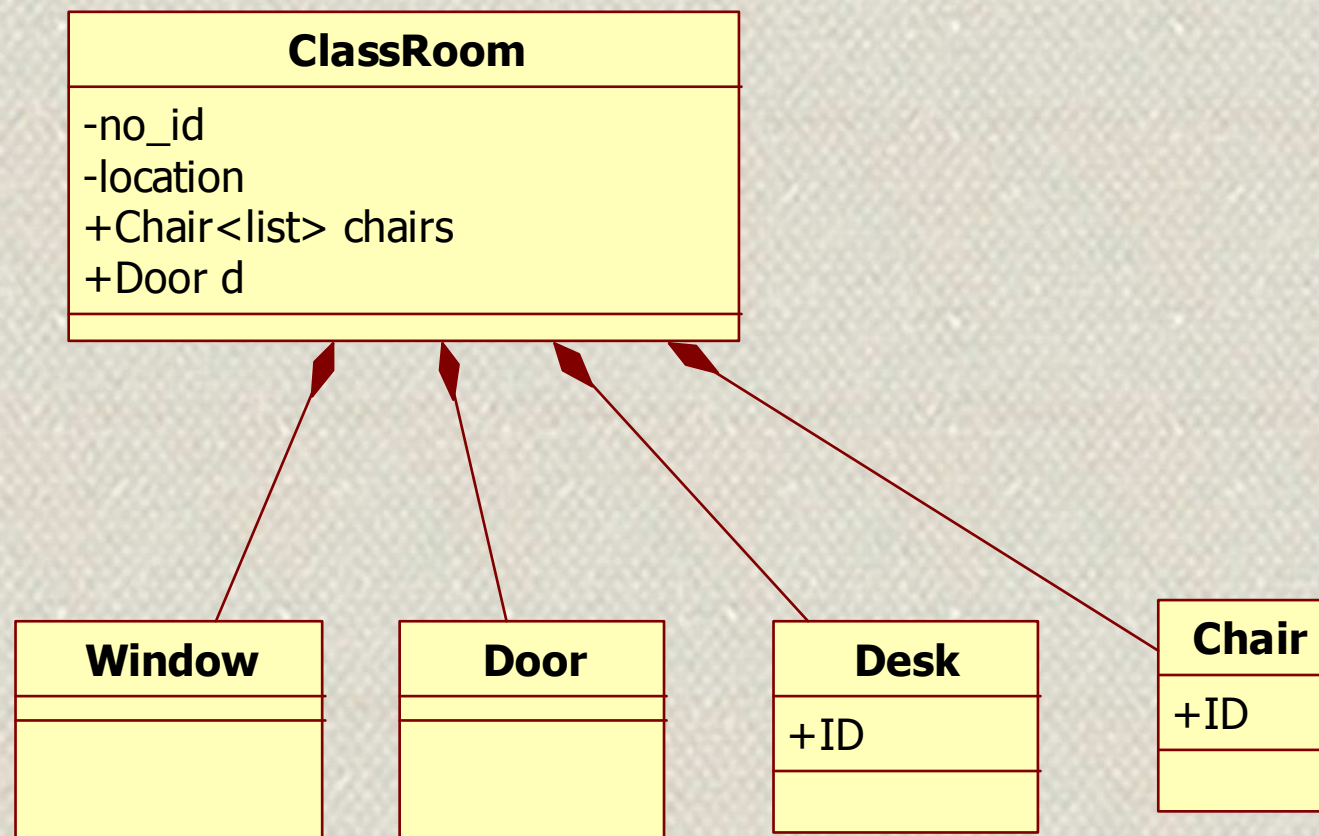 ClassRoom
-no_id
-location
+Chair<list> chairs
+Door d
Window
Door
Desk
+ID
Chair
+ID